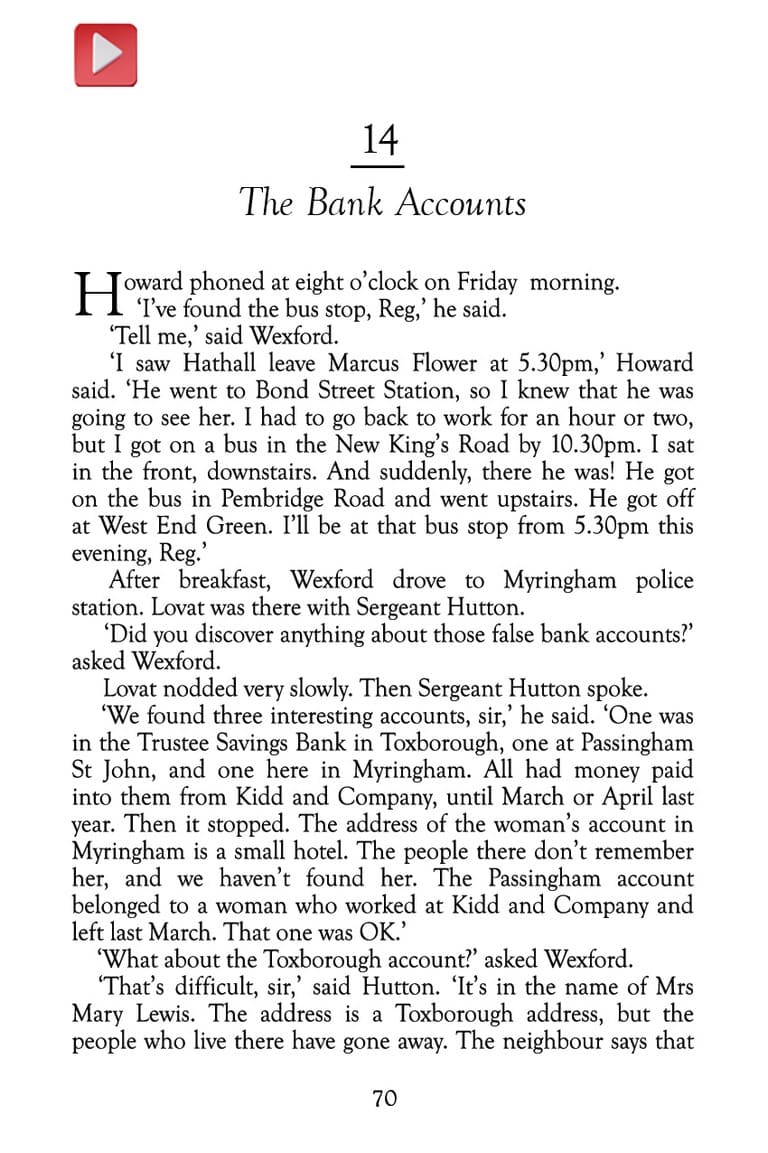 14
The Bank Accounts
Howard phoned at eight o’clock on Friday morning.
‘I’ve found the bus stop, Reg,’ he said.
‘Tell me,’ said Wexford.
‘I saw Hathall leave Marcus Flower at 5.30pm,’ Howard
said. ‘He went to Bond Street Station, so I knew that he was
going to see her. I had to go back to work for an hour or two,
but I got on a bus in the New King’s Road by 10.30pm. I sat
in the front, downstairs. And suddenly, there he was! He got
on the bus in Pembridge Road and went upstairs. He got off
at West End Green. I’ll be at that bus stop from 5.30pm this
evening, Reg.’
After breakfast, Wexford drove to Myringham police
station. Lovat was there with Sergeant Hutton.
‘Did you discover anything about those false bank accounts?’
asked Wexford.
Lovat nodded very slowly. Then Sergeant Hutton spoke.
‘We found three interesting accounts, sir,’ he said. ‘One was
in the Trustee Savings Bank in Toxborough, one at Passingham
St John, and one here in Myringham. All had money paid
into them from Kidd and Company, until March or April last
year. Then it stopped. The address of the woman’s account in
Myringham is a small hotel. The people there don’t remember
her, and we haven’t found her. The Passingham account
belonged to a woman who worked at Kidd and Company and
left last March. That one was OK.’
‘What about the Toxborough account?’ asked Wexford.
‘That’s difficult, sir,’ said Hutton. ‘It’s in the name of Mrs
Mary Lewis. The address is a Toxborough address, but the
people who live there have gone away. The neighbour says that
70